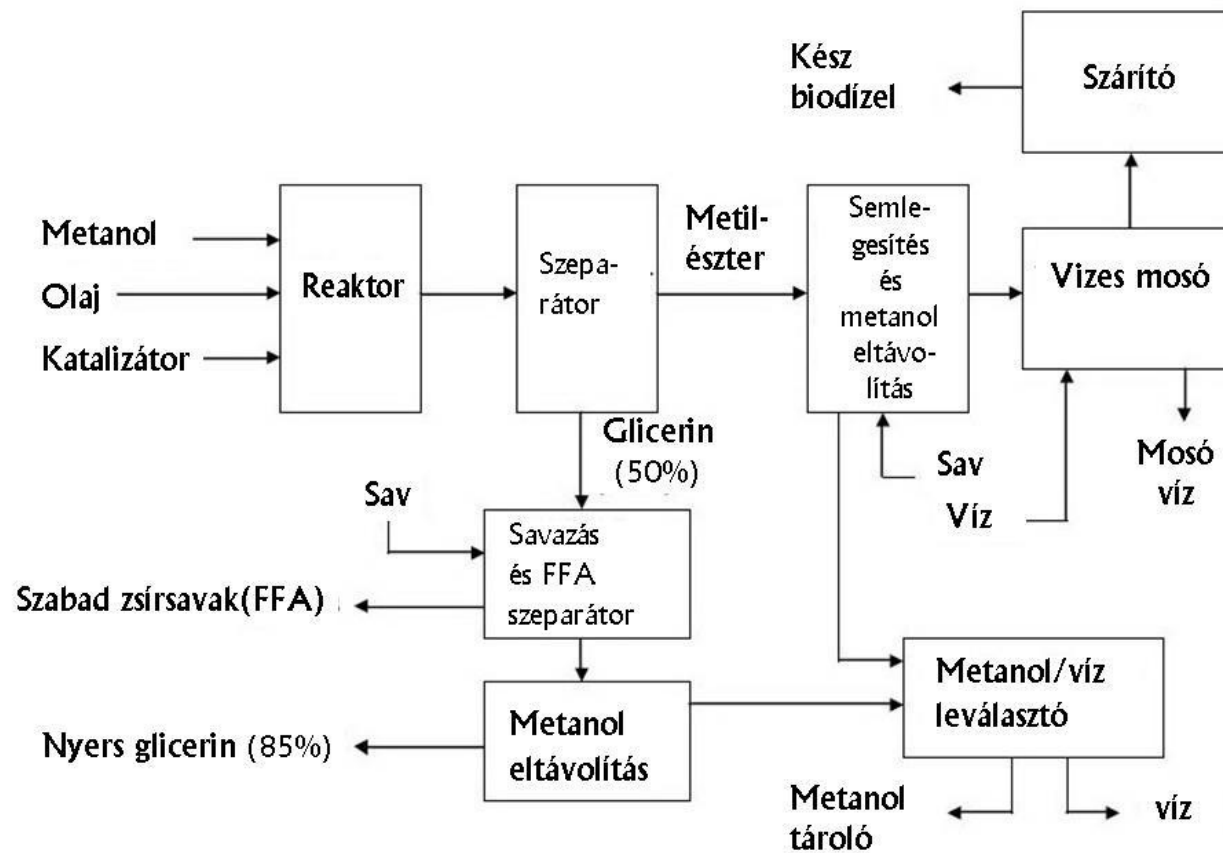 Kész
biodízel
Szárító
Metanol
Olaj
Katalizátor
Reaktor
Szepa-
rátor
Metil-
észter
Semle-
gesítés
és
metanol
eltávo-
lítás
Vizes mosó
Glicerin
(50%)
Sav
Víz
Mosó
víz
Sav
Savazás
és FFA
szeparátor
Szabad zsírsavak(FFA)
Metanol
eltávolítás
Nyers glicerin (85%)
Metanol/víz
leválasztó
Metanol
tároló
víz